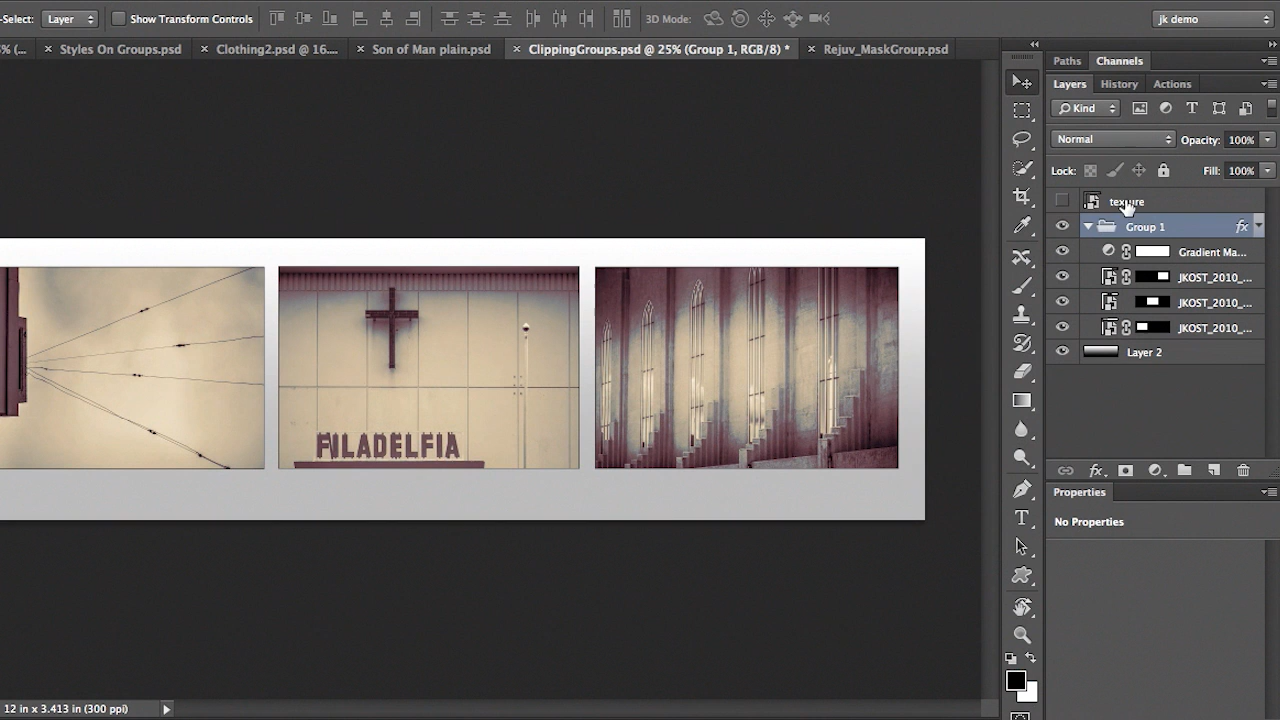 -Select: Layer Show Transform Controls 3D Mode: jk demo
Styles On Groups.psd Clothing2.psd @ 16.... Son of Man plain.psd ClippingGroups.psd @ 25% (Group 1, RGB/8) * Rejuv_MaskGroup.psd
Paths Channels
Layers History Actions
Kind
Normal Opacity: 100%
Lock: Fill: 100%
texture
Group 1 fx
Gradient Ma...
JKOST_2010_...
JKOST_2010_...
JKOST_2010_...
Layer 2
fx
Properties
No Properties
FILADELFIA
12 in x 3.413 in (300 ppi)